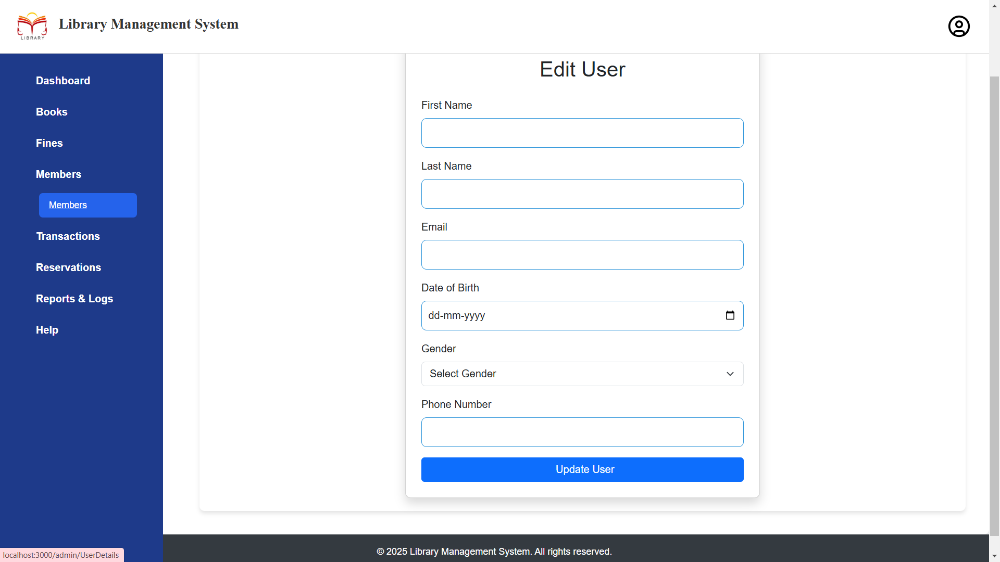 LIBRARY
Library Management System
Dashboard
Books
Fines
Members
Members
Transactions
Reservations
Reports & Logs
Help
Edit User
First Name
Last Name
Email
Date of Birth
dd-mm-yyyy
Gender
Select Gender
Phone Number
Update User
© 2025 Library Management System. All rights reserved.
localhost:3000/admin/UserDetails